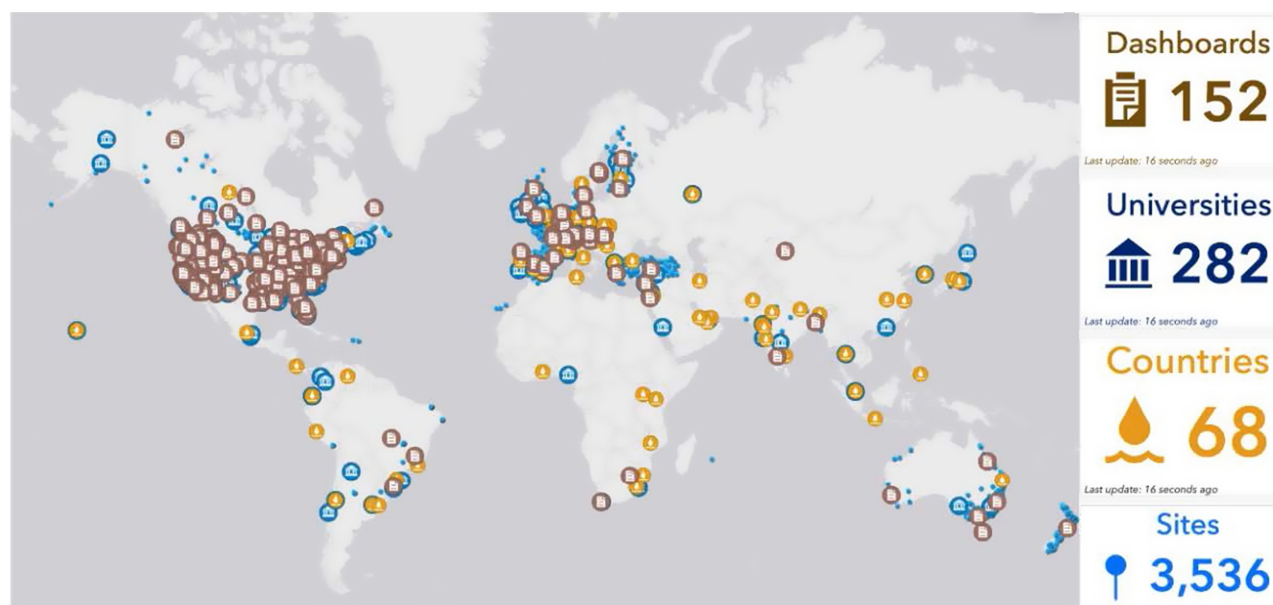 Dashboards
152
Last update: 16 seconds ago
Universities
282
Last update: 16 seconds ago
Countries
68
Last update: 16 seconds ago
Sites
3,536